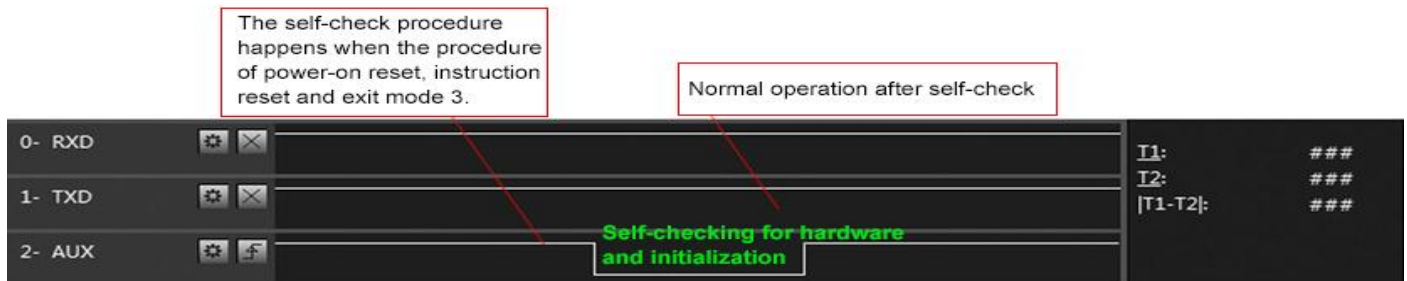 The self-check procedure
happens when the procedure
of power-on reset, instruction
reset and exit mode 3.
Normal operation after self-check
0- RXD
T1: ###
T2: ###
|T1-T2|: ###
1- TXD
2- AUX
Self-checking for hardware
and initialization